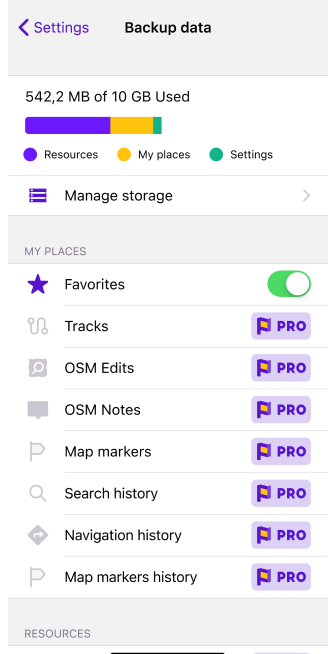 Settings
Backup data
542,2 MB of 10 GB Used
Resources
My places
Settings
Manage storage
MY PLACES
Favorites
Tracks
PRO
OSM Edits
PRO
OSM Notes
PRO
Map markers
PRO
Search history
PRO
Navigation history
PRO
Map markers history
PRO
RESOURCES